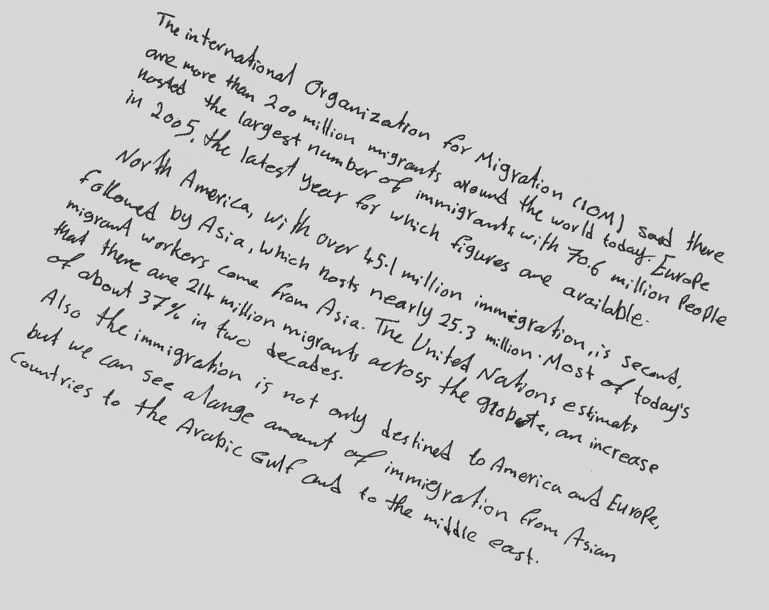 The international Organization for Migration (IOM) said there
are more than 200 million migrants around the world today. Europe
hosted the largest number of immigrants with 70.6 million People
in 2005, the latest year for which figures are available.
North America, with over 45.1 million immigration, is second,
followed by Asia, which hosts nearly 25.3 million. Most of today's
migrant workers come from Asia. The United Nations estimats
that there are 214 million migrants across the globe, an increase
of about 37% in two decades.
Also the immigration is not only destined to America and Europe,
but we can see a large amount of immigration from Asian
Countries to the Arabic Gulf and to the middle east.